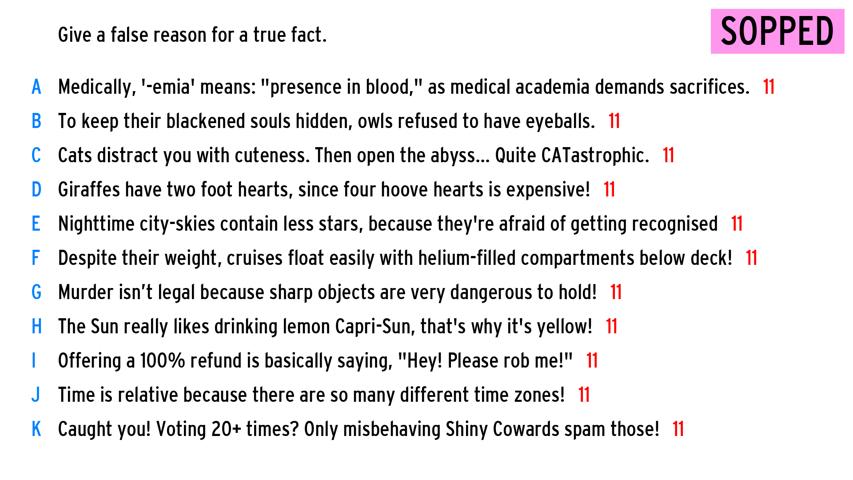 Give a false reason for a true fact.
SOPPED
A Medically, '-emia' means: "presence in blood," as medical academia demands sacrifices. 11
B To keep their blackened souls hidden, owls refused to have eyeballs. 11
C Cats distract you with cuteness. Then open the abyss... Quite CATastrophic. 11
D Giraffes have two foot hearts, since four hoove hearts is expensive! 11
E Nighttime city-skies contain less stars, because they're afraid of getting recognised 11
F Despite their weight, cruises float easily with helium-filled compartments below deck! 11
G Murder isn’t legal because sharp objects are very dangerous to hold! 11
H The Sun really likes drinking lemon Capri-Sun, that's why it's yellow! 11
I Offering a 100% refund is basically saying, "Hey! Please rob me!" 11
J Time is relative because there are so many different time zones! 11
K Caught you! Voting 20+ times? Only misbehaving Shiny Cowards spam those! 11